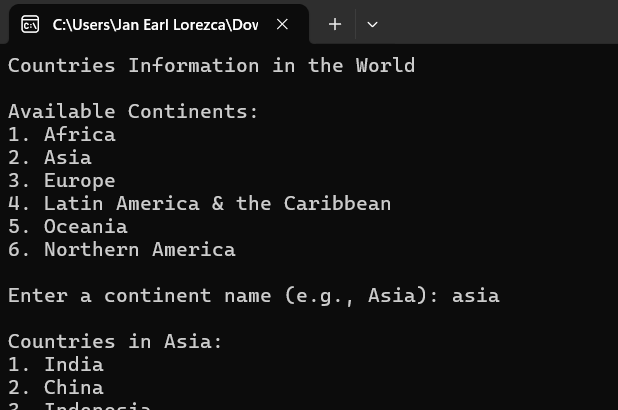 C:\Users\Jan Earl Lorezca\Dov
Countries Information in the World
Available Continents:
1. Africa
2. Asia
3. Europe
4. Latin America & the Caribbean
5. Oceania
6. Northern America
Enter a continent name (e.g., Asia): asia
Countries in Asia:
1. India
2. China
3. Indonesia